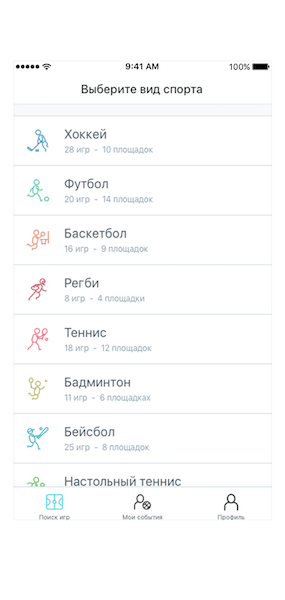 9:41 AM 100%
Выберите вид спорта
Хоккей
28 игр - 10 площадок
Футбол
20 игр - 14 площадок
Баскетбол
16 игр - 9 площадок
Регби
8 игр - 4 площадки
Теннис
18 игр - 12 площадок
Бадминтон
11 игр - 6 площадках
Бейсбол
25 игр - 8 площадок
Настольный теннис
Поиск игр Мои события Профиль